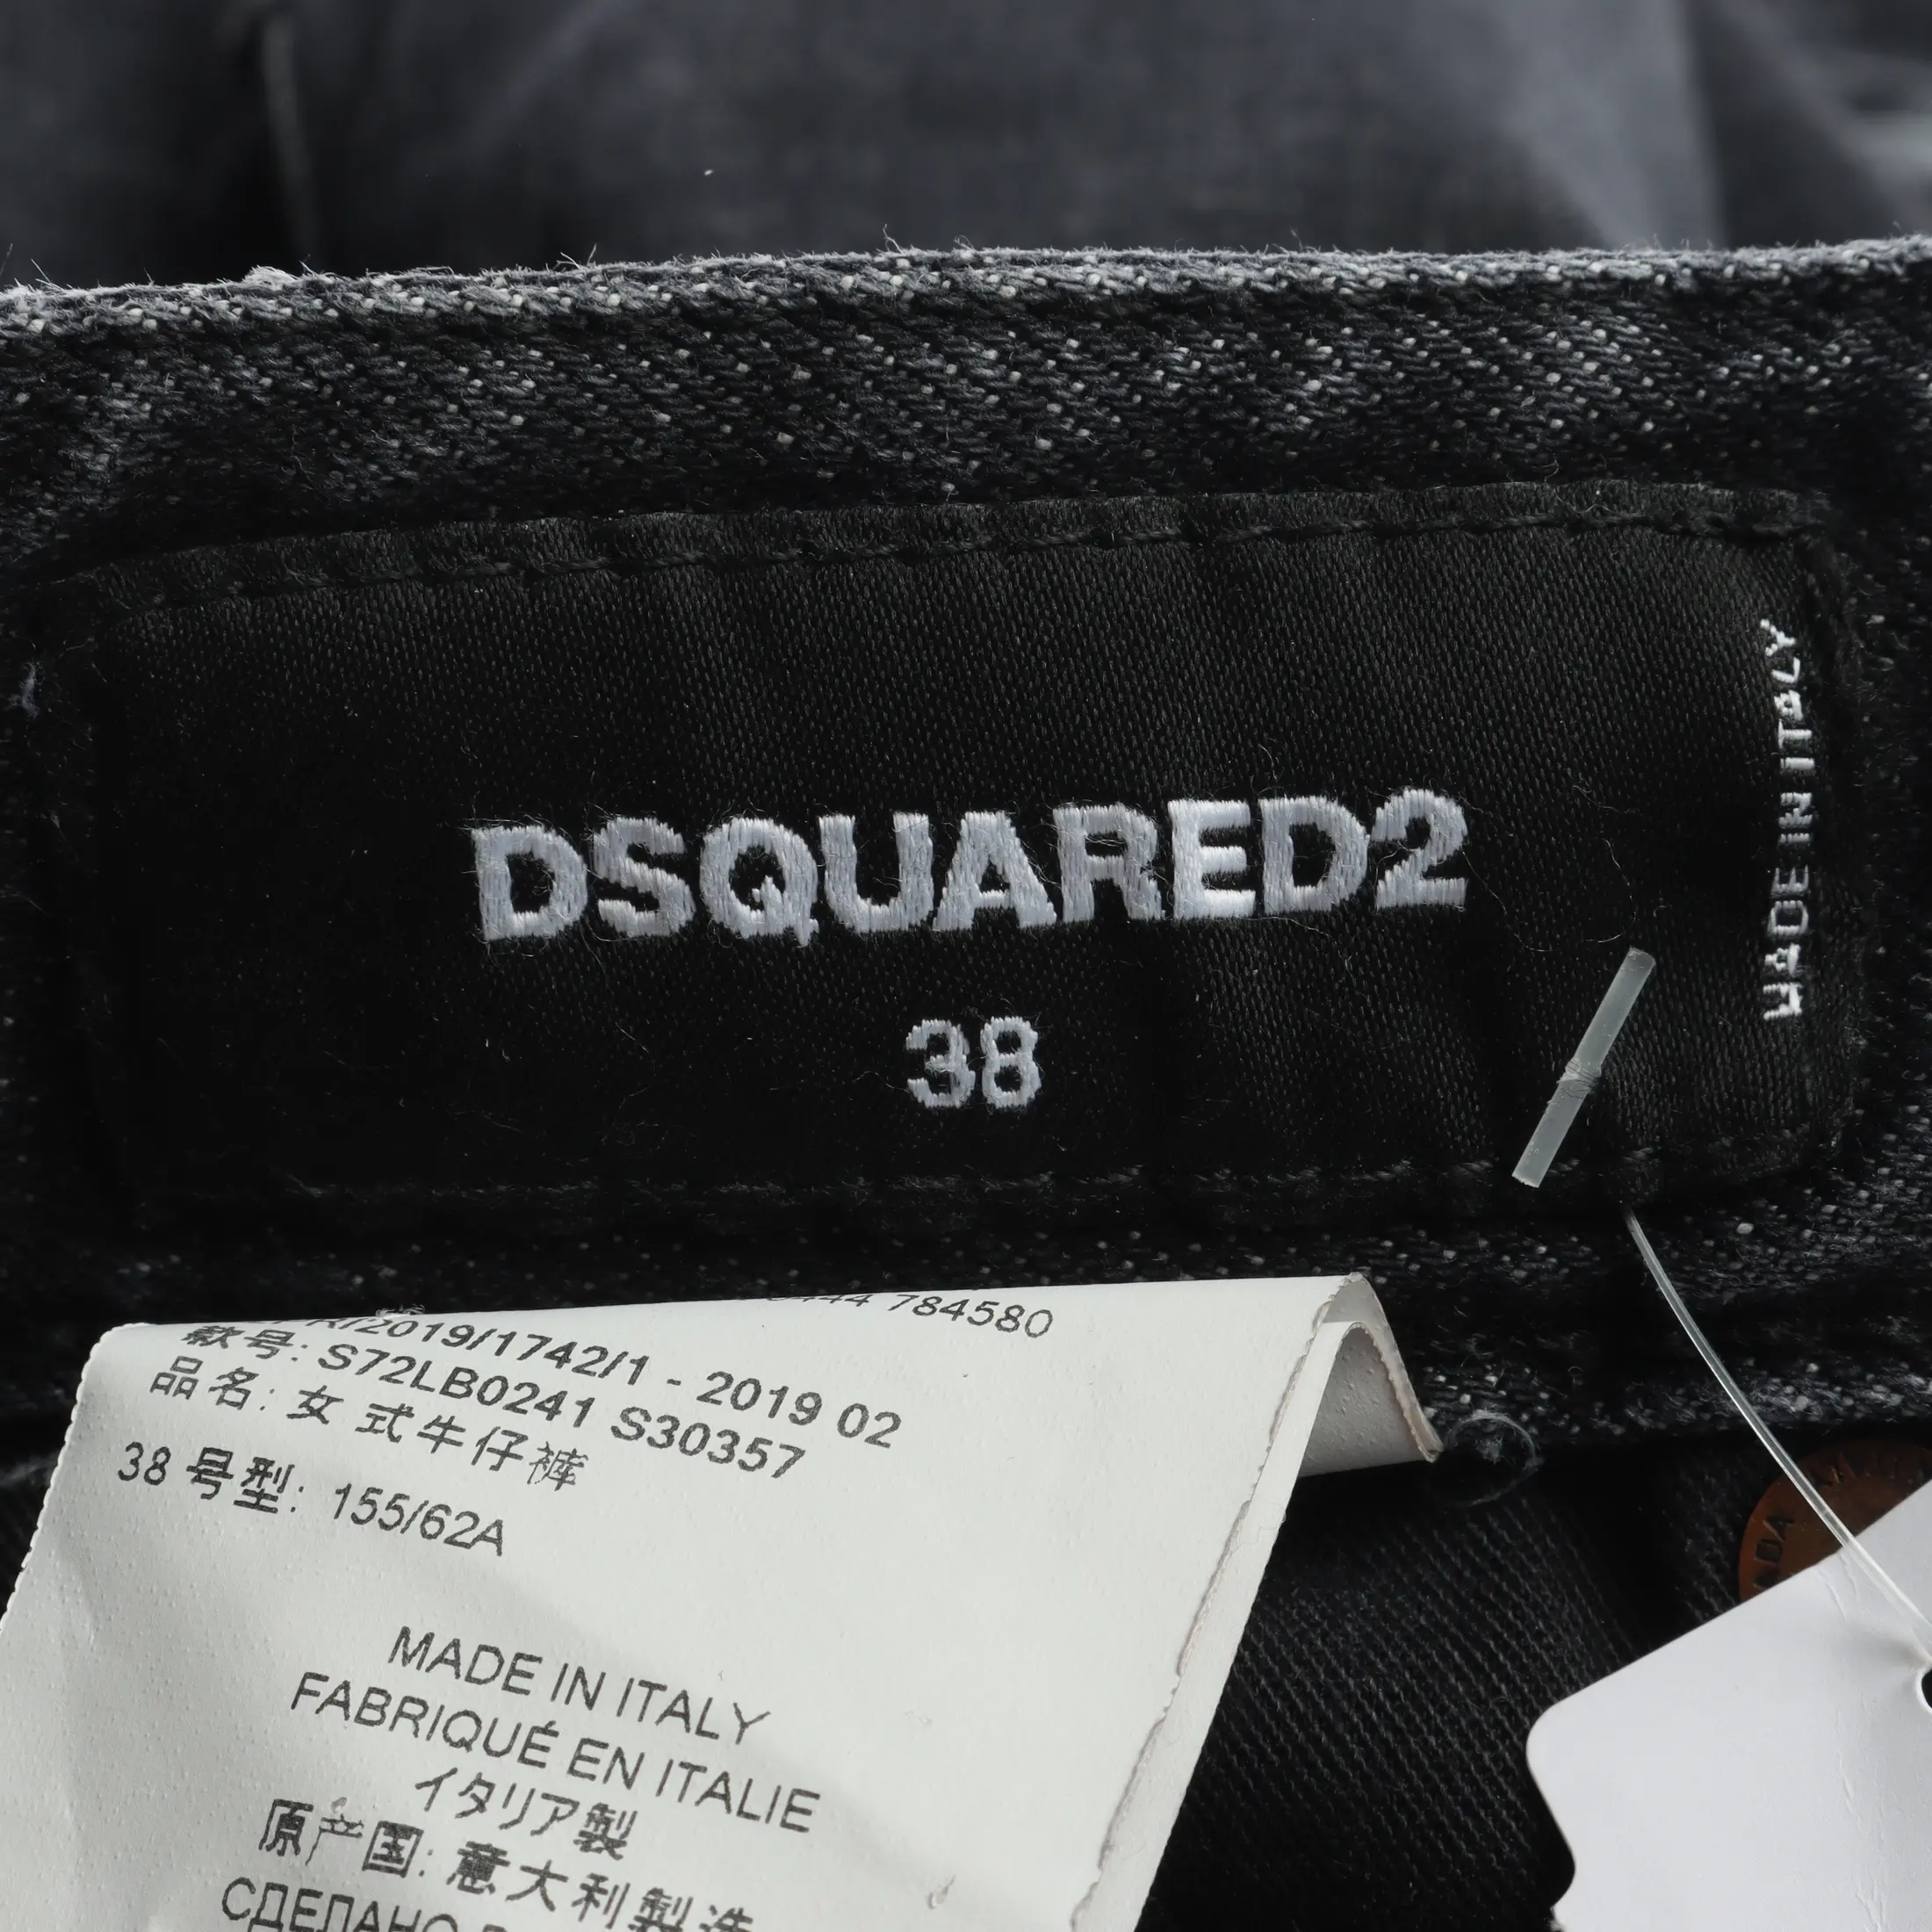 DSQUARED2
38
MADE IN ITALY
784580
/2019/1742/1 - 2019 02
款号: S72LB0241 S30357
品名: 女 式牛仔裤
38 号型: 155/62A
MADE IN ITALY
FABRIQUÉ EN ITALIE
イタリア製
原产国: 意大利製造
СДЕЛАНО